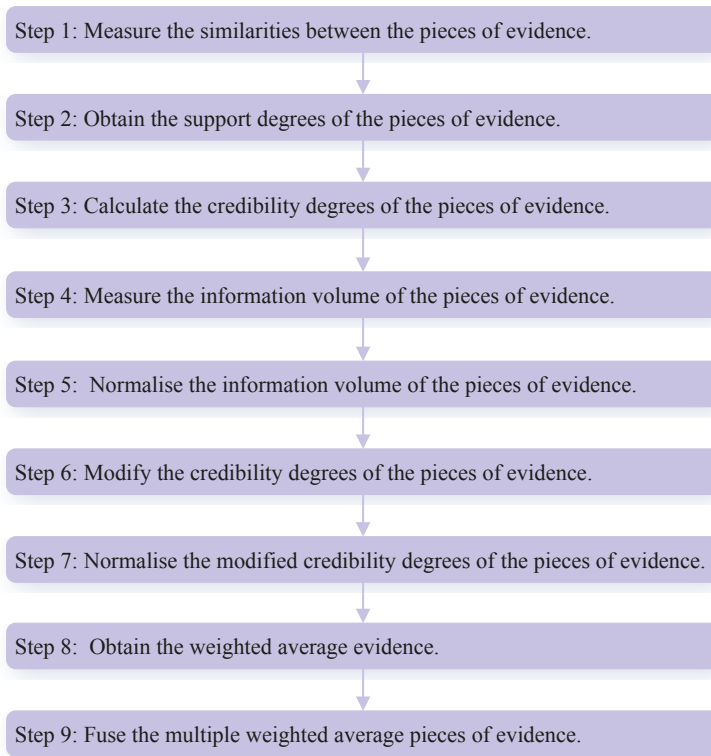 Step 1: Measure the similarities between the pieces of evidence.
Step 2: Obtain the support degrees of the pieces of evidence.
Step 3: Calculate the credibility degrees of the pieces of evidence.
Step 4: Measure the information volume of the pieces of evidence.
Step 5:  Normalise the information volume of the pieces of evidence.
Step 6: Modify the credibility degrees of the pieces of evidence.
Step 7: Normalise the modified credibility degrees of the pieces of evidence.
Step 8:  Obtain the weighted average evidence.
Step 9: Fuse the multiple weighted average pieces of evidence.